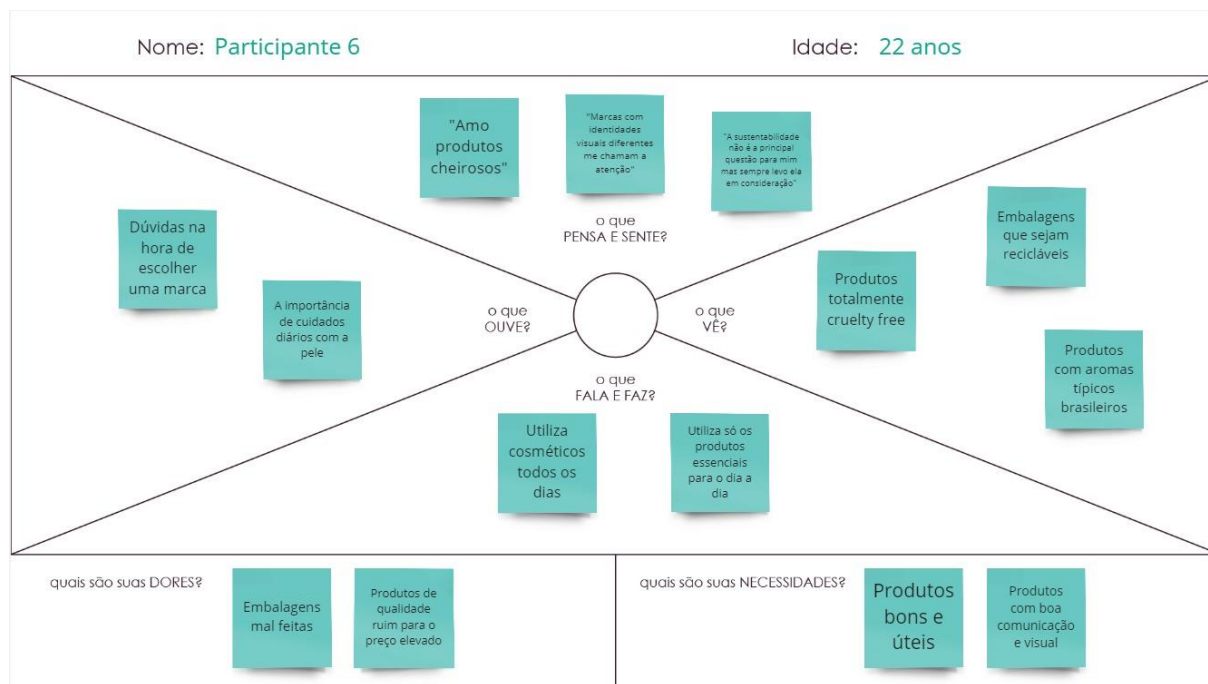 Nome: Participante 6
Idade: 22 anos
"Amo
produtos
cheirosos"
"Marcas com
identidades
visuais diferentes
me chamam a
atenção"
"A sustentabilidade
não é a principal
questão para mim
mas sempre levo ela
em consideração"
o que
PENSA E SENTE?
Dúvidas na
hora de
escolher
uma marca
A importância
de cuidados
diários com a
pele
o que
OUVE?
o que
VÊ?
Produtos
totalmente
cruelty free
Embalagens
que sejam
recicláveis
Produtos
com aromas
típicos
brasileiros
o que
FALA E FAZ?
Utiliza
cosméticos
todos os
dias
Utiliza só os
produtos
essenciais
para o dia a
dia
quais são suas DORES?
Embalagens
mal feitas
Produtos de
qualidade
ruim para o
preço elevado
quais são suas NECESSIDADES?
Produtos
bons e
úteis
Produtos
com boa
comunicação
e visual